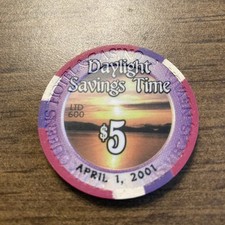 Daylight
Savings Time
LTD
600
$5
APRIL 1, 2001